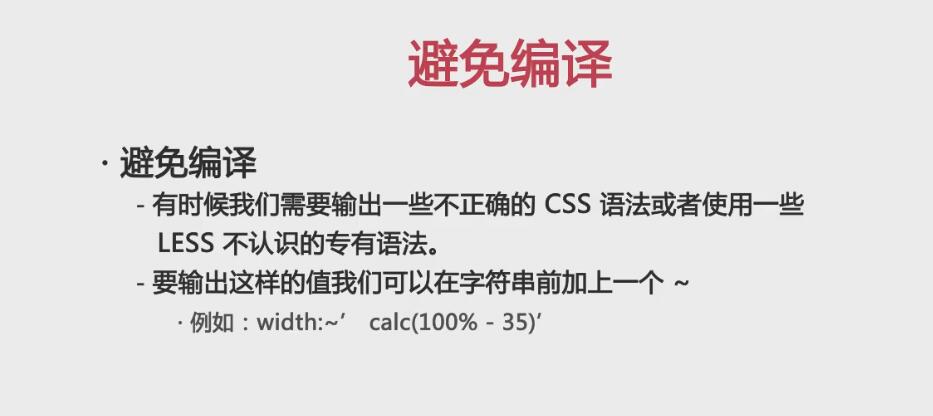 避免编译
· 避免编译
- 有时候我们需要输出一些不正确的 CSS 语法或者使用一些
LESS 不认识的专有语法。
- 要输出这样的值我们可以在字符串前加上一个 ~
· 例如：width:~’ calc(100% - 35)’